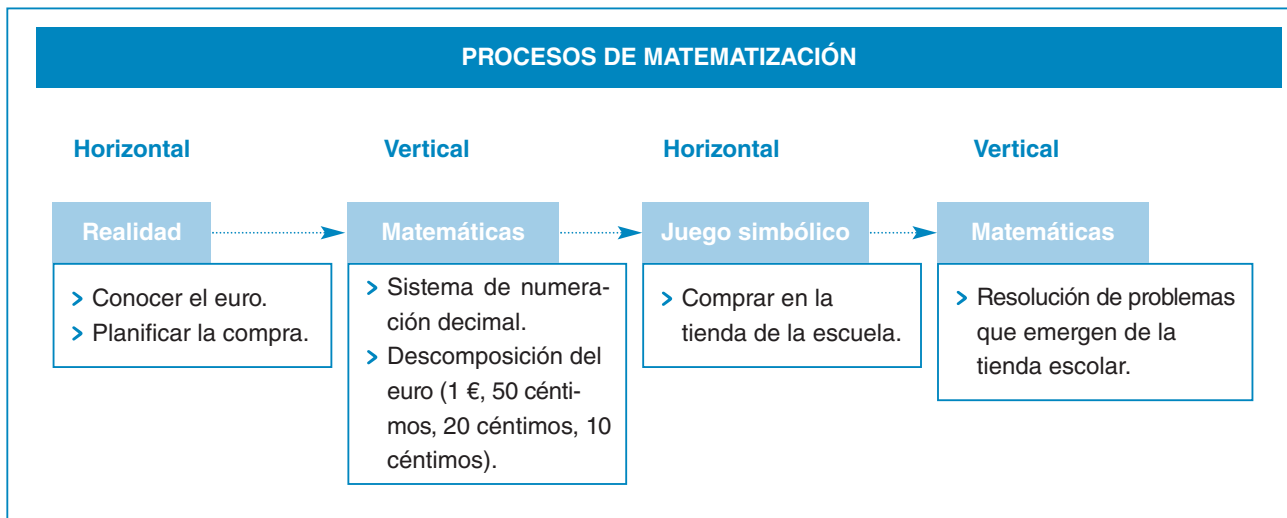 PROCESOS DE MATEMATIZACIÓN
Horizontal
Vertical
Horizontal
Vertical
Realidad
Matemáticas
Juego simbólico
Matemáticas
> Conocer el euro.
> Planificar la compra.
> Sistema de numera-
ción decimal.
> Descomposición del
euro (1 €, 50 cénti-
mos, 20 céntimos, 10
céntimos).
> Comprar en la
tienda de la escuela.
> Resolución de problemas
que emergen de la
tienda escolar.